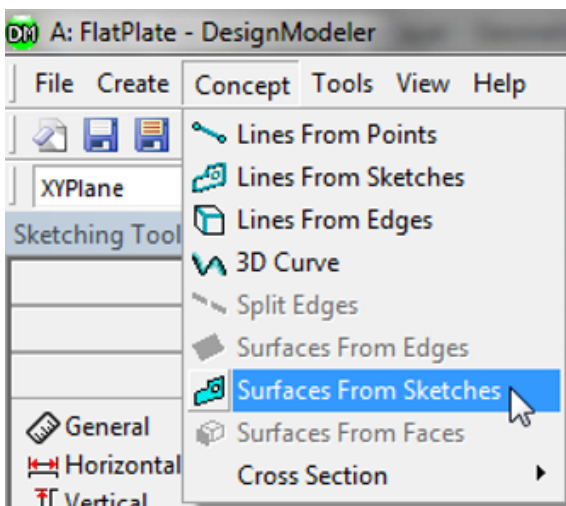 DM A: FlatPlate - DesignModeler
File Create Concept Tools View Help
Lines From Points
XYPlane
Lines From Sketches
Sketching Tool
Lines From Edges
3D Curve
Split Edges
Surfaces From Edges
Surfaces From Sketches
General
Surfaces From Faces
Horizontal
Cross Section
Vertical